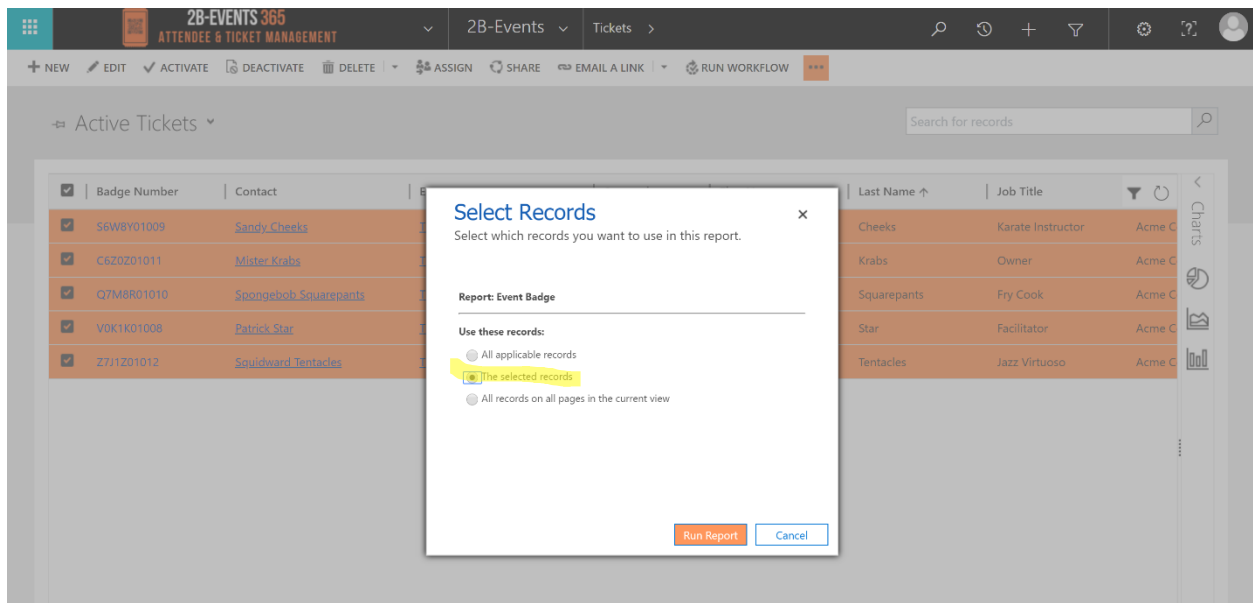 2B-EVENTS 365
ATTENDEE & TICKET MANAGEMENT
2B-Events
Tickets
NEW EDIT ACTIVATE DEACTIVATE DELETE ASSIGN SHARE EMAIL A LINK RUN WORKFLOW
Active Tickets
Search for records
Badge Number Contact Last Name Job Title
S6W8Y01009 Sandy Cheeks Cheeks Karate Instructor Acme C
C6Z0Z01011 Mister Krabs Krabs Owner Acme C
Q7M8R01010 Spongebob Squarepants Squarepants Fry Cook Acme C
V0K1K01008 Patrick Star Star Facilitator Acme C
Z7J1Z01012 Squidward Tentacles Tentacles Jazz Virtuoso Acme C
Charts
Select Records
Select which records you want to use in this report.
Report: Event Badge
Use these records:
All applicable records
The selected records
All records on all pages in the current view
Run Report
Cancel